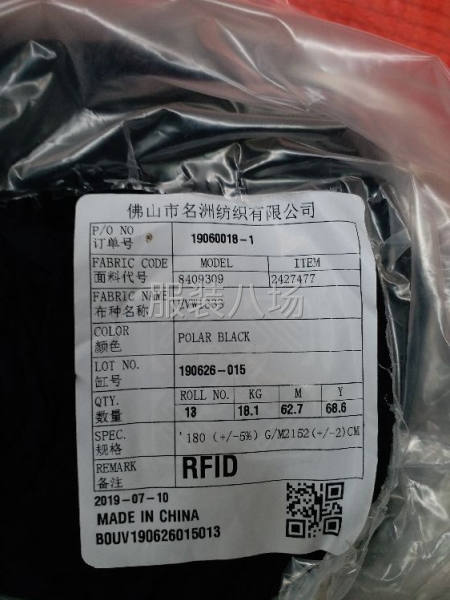 佛山市名洲纺织有限公司
P/O NO
订单号
19060018-1
FABRIC CODE
面料代号
MODEL
ITEM
8409309
2427477
FABRIC NAME
布种名称
COLOR
颜色
POLAR BLACK
LOT NO.
缸号
190626-015
QTY.
数量
ROLL NO. KG M Y
13 18.1 62.7 68.6
SPEC.
规格
'180 (+/-5%) G/M2152(+/-2)CM
REMARK
备注
RFID
2019-07-10
MADE IN CHINA
B0UV190626015013
服装八场